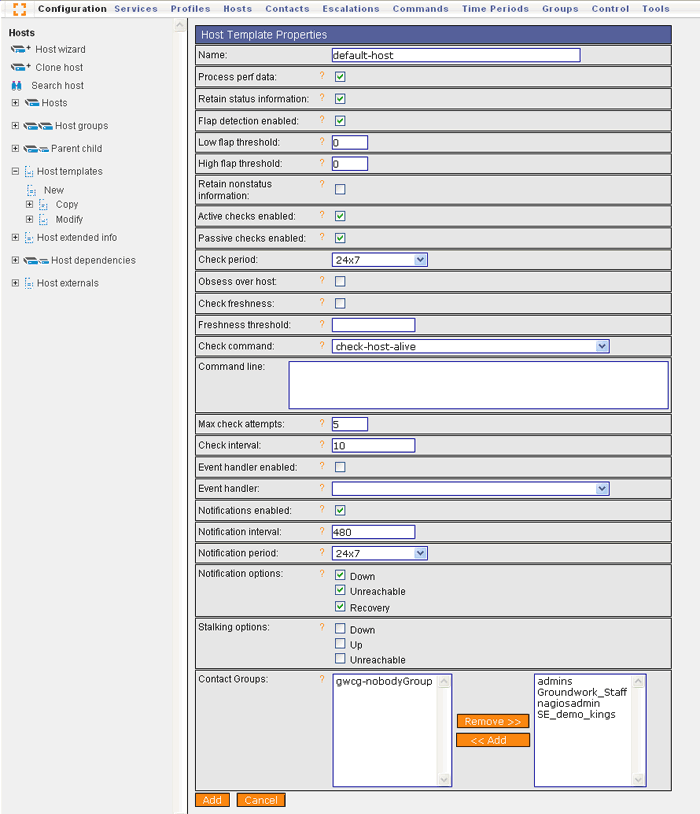 Configuration Services Profiles Hosts Contacts Escalations Commands Time Periods Groups Control Tools
Hosts
Host wizard
Clone host
Search host
Hosts
Host groups
Parent child
Host templates
New
Copy
Modify
Host extended info
Host dependencies
Host externals
Host Template Properties
Name: default-host
Process perf data: ?
Retain status information: ?
Flap detection enabled: ?
Low flap threshold: ? 0
High flap threshold: ? 0
Retain nonstatus ?
information:
Active checks enabled: ?
Passive checks enabled: ?
Check period: ? 24x7
Obsess over host: ?
Check freshness: ?
Freshness threshold: ?
Check command: ? check-host-alive
Command line:
Max check attempts: ? 5
Check interval: ? 10
Event handler enabled: ?
Event handler: ?
Notifications enabled: ?
Notification interval: ? 480
Notification period: ? 24x7
Notification options: ? Down
Unreachable
Recovery
Stalking options: ? Down
Up
Unreachable
Contact Groups: ? gwcg-nobodyGroup
Remove >>
<< Add
admins
Groundwork_Staff
nagiosadmin
SE_demo_kings
Add Cancel